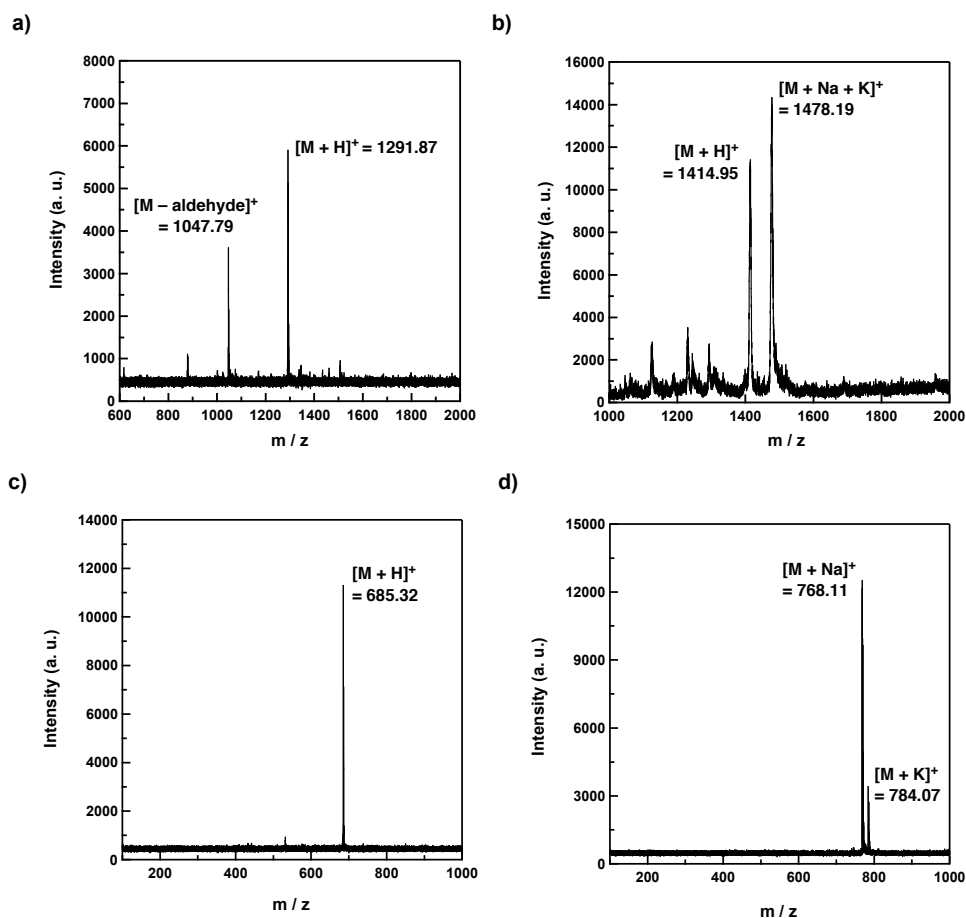 a)
8000
7000
6000
5000
4000
3000
2000
1000
0
Intensity (a. u.)
[M + H]⁺ = 1291.87
[M – aldehyde]⁺
= 1047.79
600 800 1000 1200 1400 1600 1800 2000
m / z
b)
16000
14000
12000
10000
8000
6000
4000
2000
0
Intensity (a. u.)
[M + Na + K]⁺
= 1478.19
[M + H]⁺
= 1414.95
1000 1200 1400 1600 1800 2000
m / z
c)
14000
12000
10000
8000
6000
4000
2000
0
Intensity (a. u.)
[M + H]⁺
= 685.32
200 400 600 800 1000
m / z
d)
15000
12000
9000
6000
3000
0
Intensity (a. u.)
[M + Na]⁺
= 768.11
[M + K]⁺
= 784.07
200 400 600 800 1000
m / z